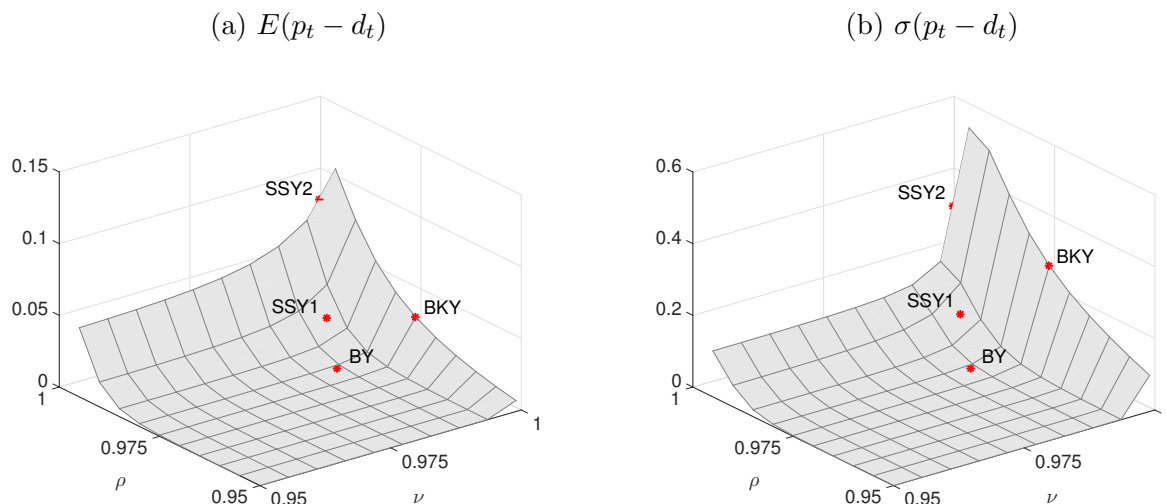 (a) E(p_t − d_t)
(b) σ(p_t − d_t)
0.15
0.1
0.05
0
1
0.975
0.95
ρ
0.95
0.975
1
ν
SSY2
SSY1
BKY
BY
0.6
0.4
0.2
0
1
0.975
0.95
ρ
0.95
0.975
ν
SSY2
SSY1
BKY
BY